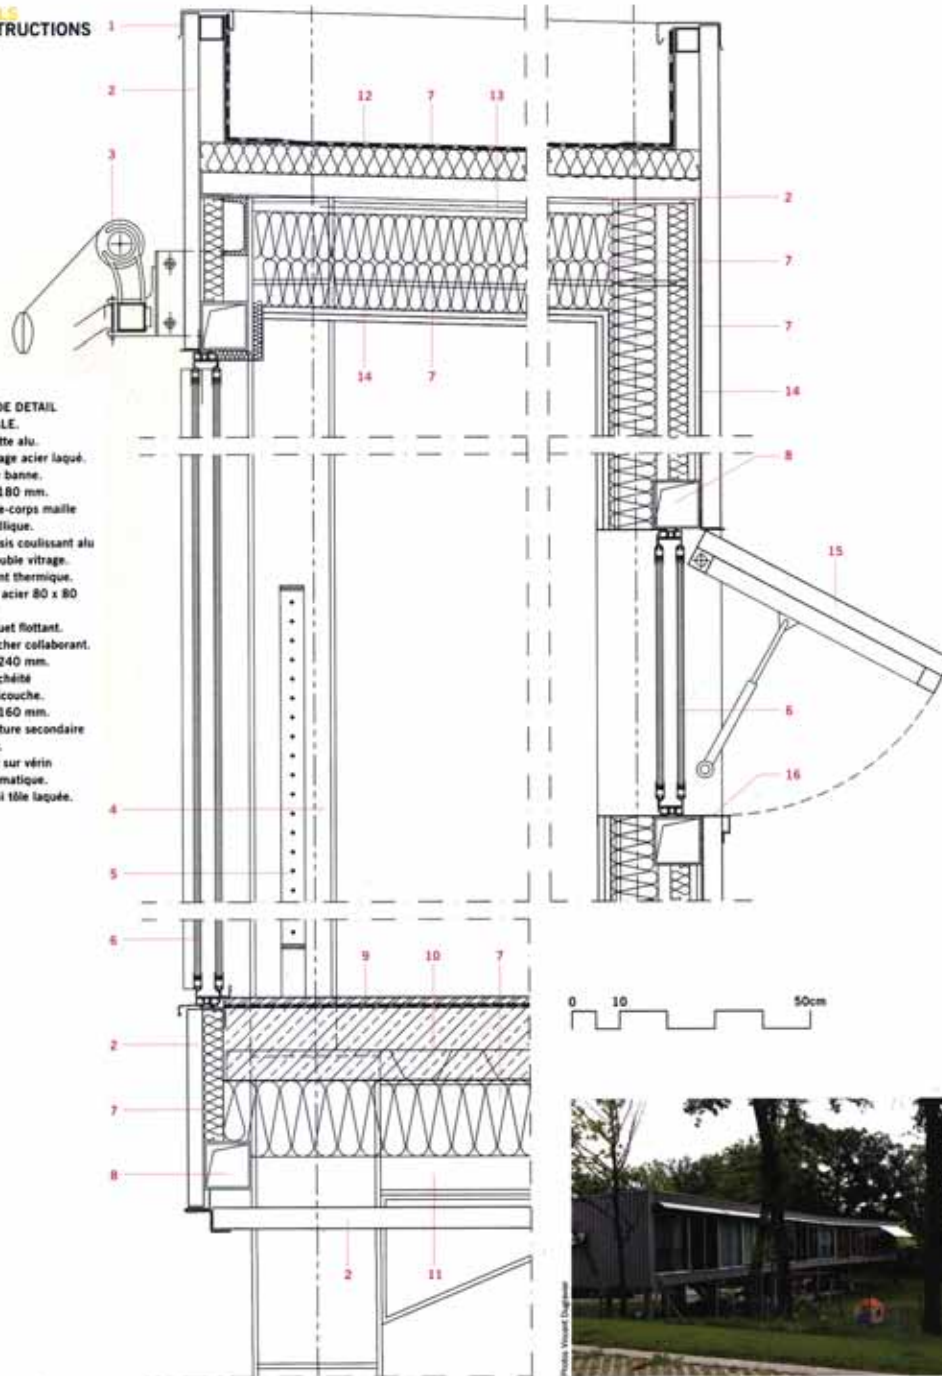 LS
TRUCTIONS
1
2
3
12
7
13
2
7
7
14
8
14
7
15
6
16
4
5
6
9
10
7
2
7
8
2
11
DE DETAIL
LE.
tte alu.
age acier laqué.
banne.
180 mm.
e-corps maille
llique.
sis coulissant alu
uble vitrage.
nt thermique.
acier 80 x 80
uet flottant.
cher collaborant.
240 mm.
chéité
icouche.
160 mm.
ture secondaire
sur vérin
matique.
i tôle laquée.
0 10 50cm
Photos Vincent